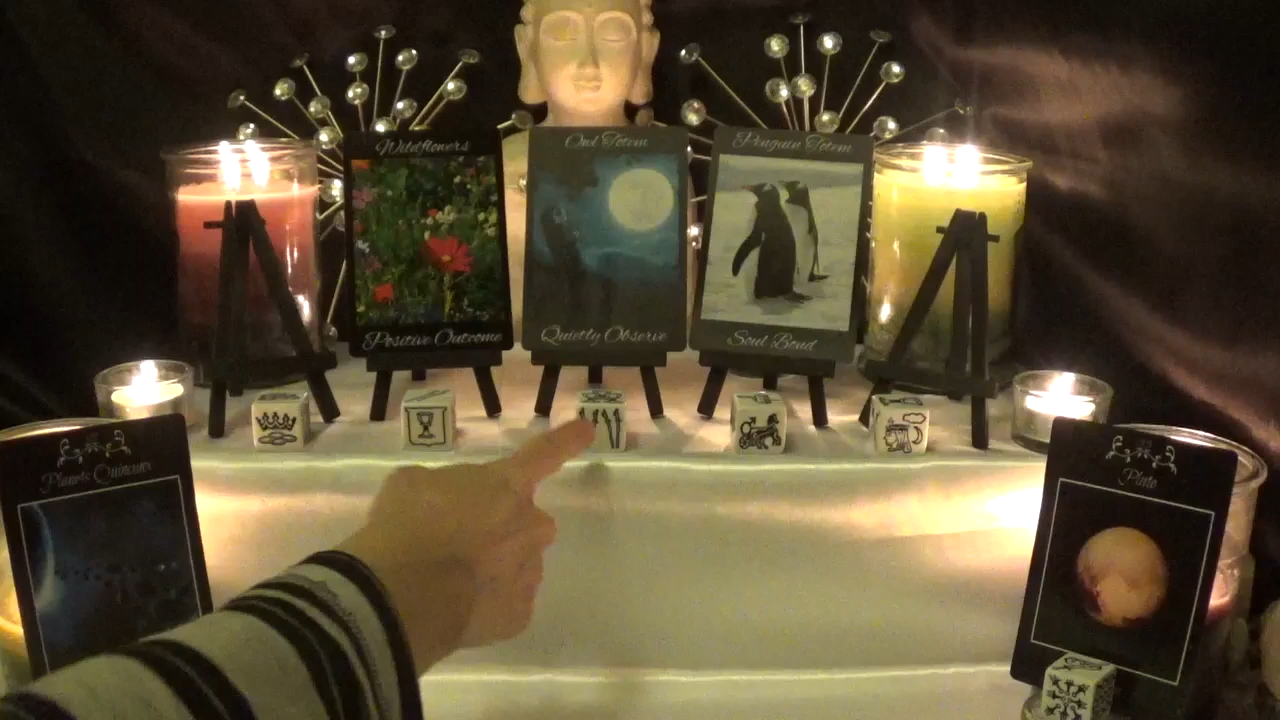 Wildflowers
Positive Outcome
Owl Totem
Quietly Observe
Penguin Totem
Soul Bond
Planets Quincunx
Pluto